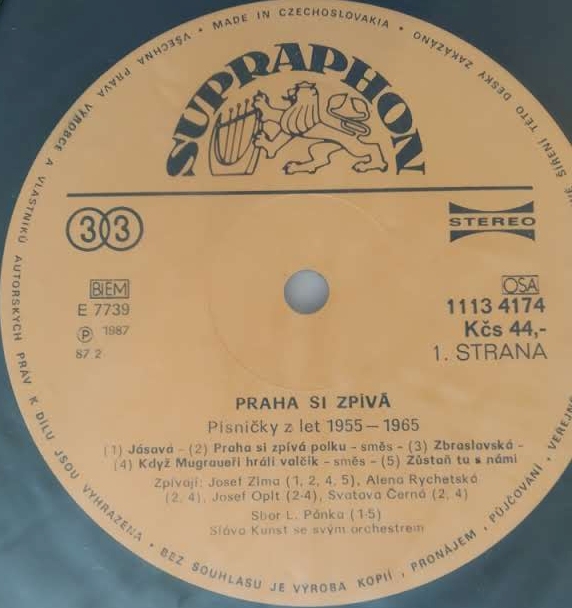 VŠECHNA PRÁVA VÝROBCE A VLASTNÍKŮ AUTORSKÝCH PRÁV K DÍLU JSOU VYHRAZENA • BEZ SOUHLASU JE VÝROBA KOPIÍ, PRONÁJEM, PŮJČOVÁNÍ, VEŘEJNÉ ŠÍŘENÍ TÉTO DESKY ZAKÁZÁNO • MADE IN CZECHOSLOVAKIA •
SUPRAPHON
33
STEREO
BIEM
E 7739
Ⓟ 1987
87 2
OSA
1113 4174
Kčs 44,-
1. STRANA
PRAHA SI ZPÍVÁ
Písničky z let 1955 – 1965
(1) Jásavá - (2) Praha si zpívá polku - směs - (3) Zbraslavská -
(4) Když Mugraueři hráli valčík - směs - (5) Zůstaň tu s námi
Zpívají: Josef Zíma (1, 2, 4, 5), Alena Rychetská
(2, 4), Josef Oplt (2-4), Svatava Černá (2, 4)
Sbor L. Pánka (1-5)
Sláva Kunst se svým orchestrem